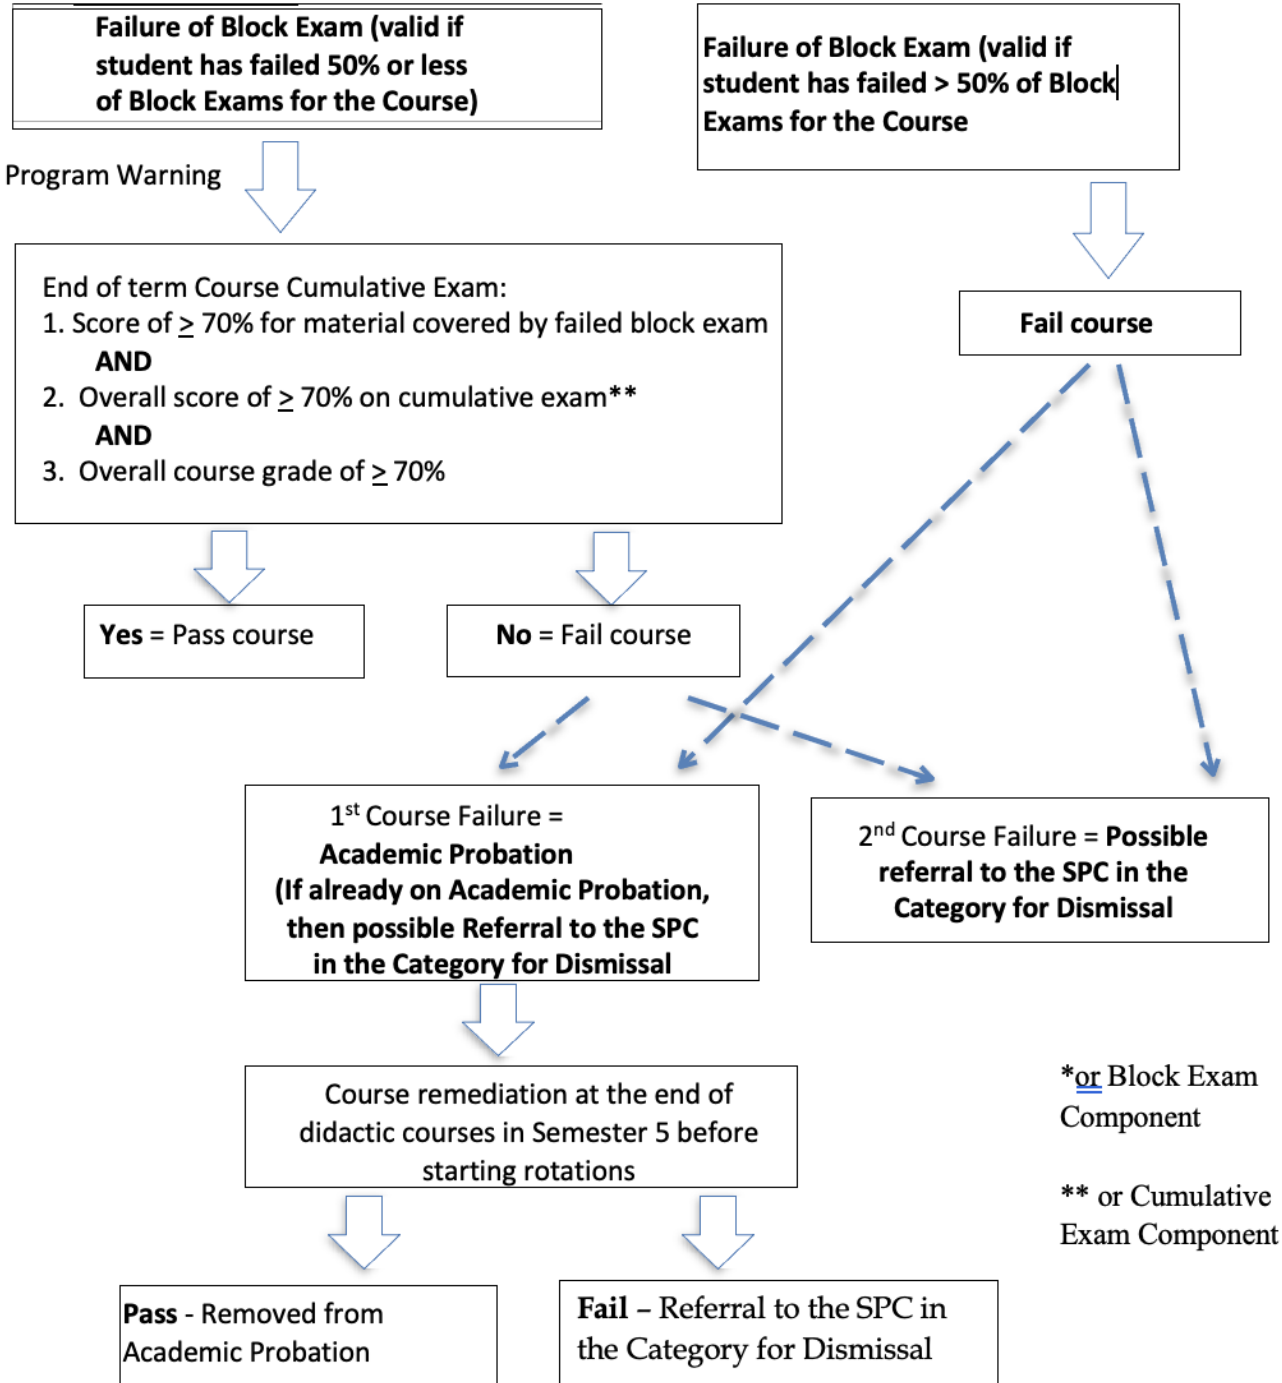 Failure of Block Exam (valid if
student has failed 50% or less
of Block Exams for the Course)
Failure of Block Exam (valid if
student has failed > 50% of Block
Exams for the Course
Program Warning
End of term Course Cumulative Exam:
1. Score of ≥ 70% for material covered by failed block exam
AND
2. Overall score of ≥ 70% on cumulative exam**
AND
3. Overall course grade of ≥ 70%
Fail course
Yes = Pass course
No = Fail course
1st Course Failure =
Academic Probation
(If already on Academic Probation,
then possible Referral to the SPC
in the Category for Dismissal
2nd Course Failure = Possible
referral to the SPC in the
Category for Dismissal
Course remediation at the end of
didactic courses in Semester 5 before
starting rotations
*or Block Exam
Component
** or Cumulative
Exam Component
Pass - Removed from
Academic Probation
Fail – Referral to the SPC in
the Category for Dismissal